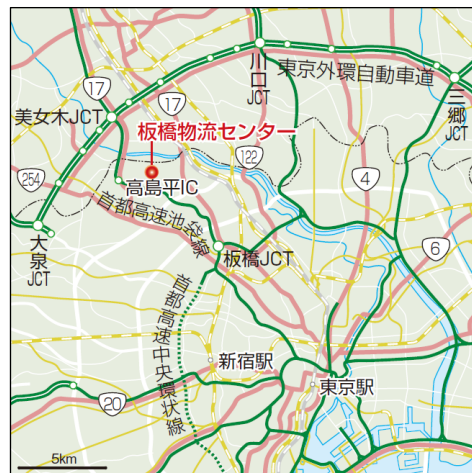 川口
JCT
東京外環自動車道
三郷
JCT
17
美女木JCT
17
板橋物流センター
122
254
高島平IC
4
首都高速池袋線
大泉
JCT
板橋JCT
6
首都高速中央環状線
新宿駅
東京駅
20
5km